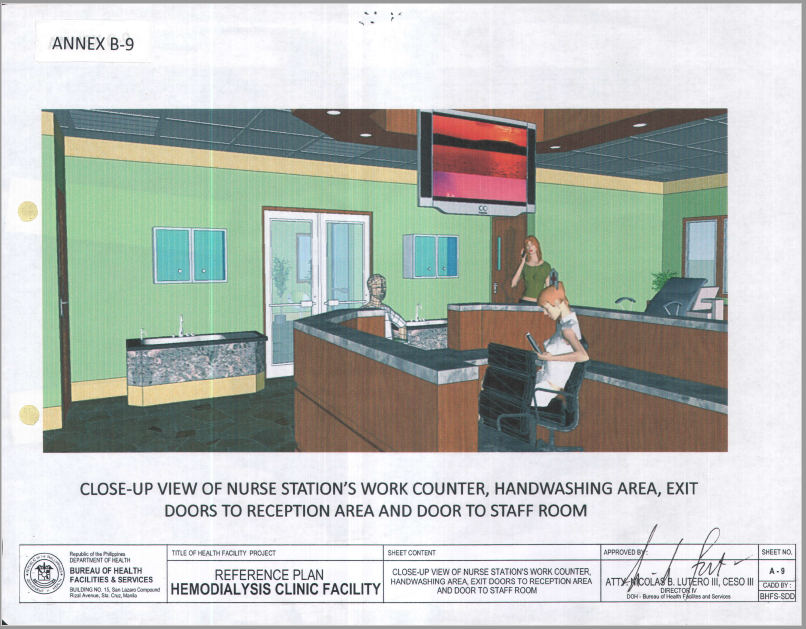 ANNEX B-9
CLOSE-UP VIEW OF NURSE STATION'S WORK COUNTER, HANDWASHING AREA, EXIT
DOORS TO RECEPTION AREA AND DOOR TO STAFF ROOM
Republic of the Philippines
DEPARTMENT OF HEALTH
BUREAU OF HEALTH
FACILITIES & SERVICES
BUILDING NO. 15, San Lazaro Compound
Rizal Avenue, Sta. Cruz, Manila
TITLE OF HEALTH FACILITY PROJECT
REFERENCE PLAN
HEMODIALYSIS CLINIC FACILITY
SHEET CONTENT
CLOSE-UP VIEW OF NURSE STATION'S WORK COUNTER,
HANDWASHING AREA, EXIT DOORS TO RECEPTION AREA
AND DOOR TO STAFF ROOM
APPROVED BY:
ATTY. NICOLAS B. LUTERO III, CESO III
DIRECTOR IV
DOH - Bureau of Health Facilities and Services
SHEET NO.
A - 9
CADD BY :
BHFS-SDD